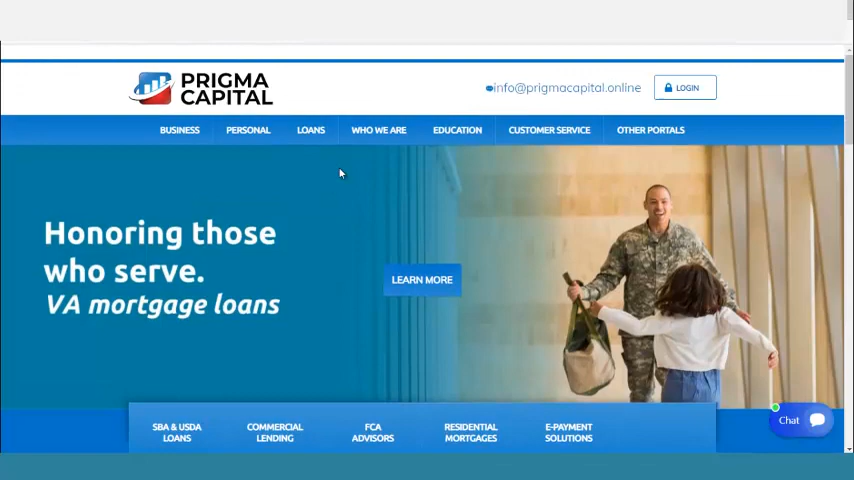 PRIGMA
CAPITAL
info@prigmacapital.online
LOGIN
BUSINESS PERSONAL LOANS WHO WE ARE EDUCATION CUSTOMER SERVICE OTHER PORTALS
Honoring those
who serve.
VA mortgage loans
LEARN MORE
SBA & USDA
LOANS
COMMERCIAL
LENDING
FCA
ADVISORS
RESIDENTIAL
MORTGAGES
E-PAYMENT
SOLUTIONS
Chat